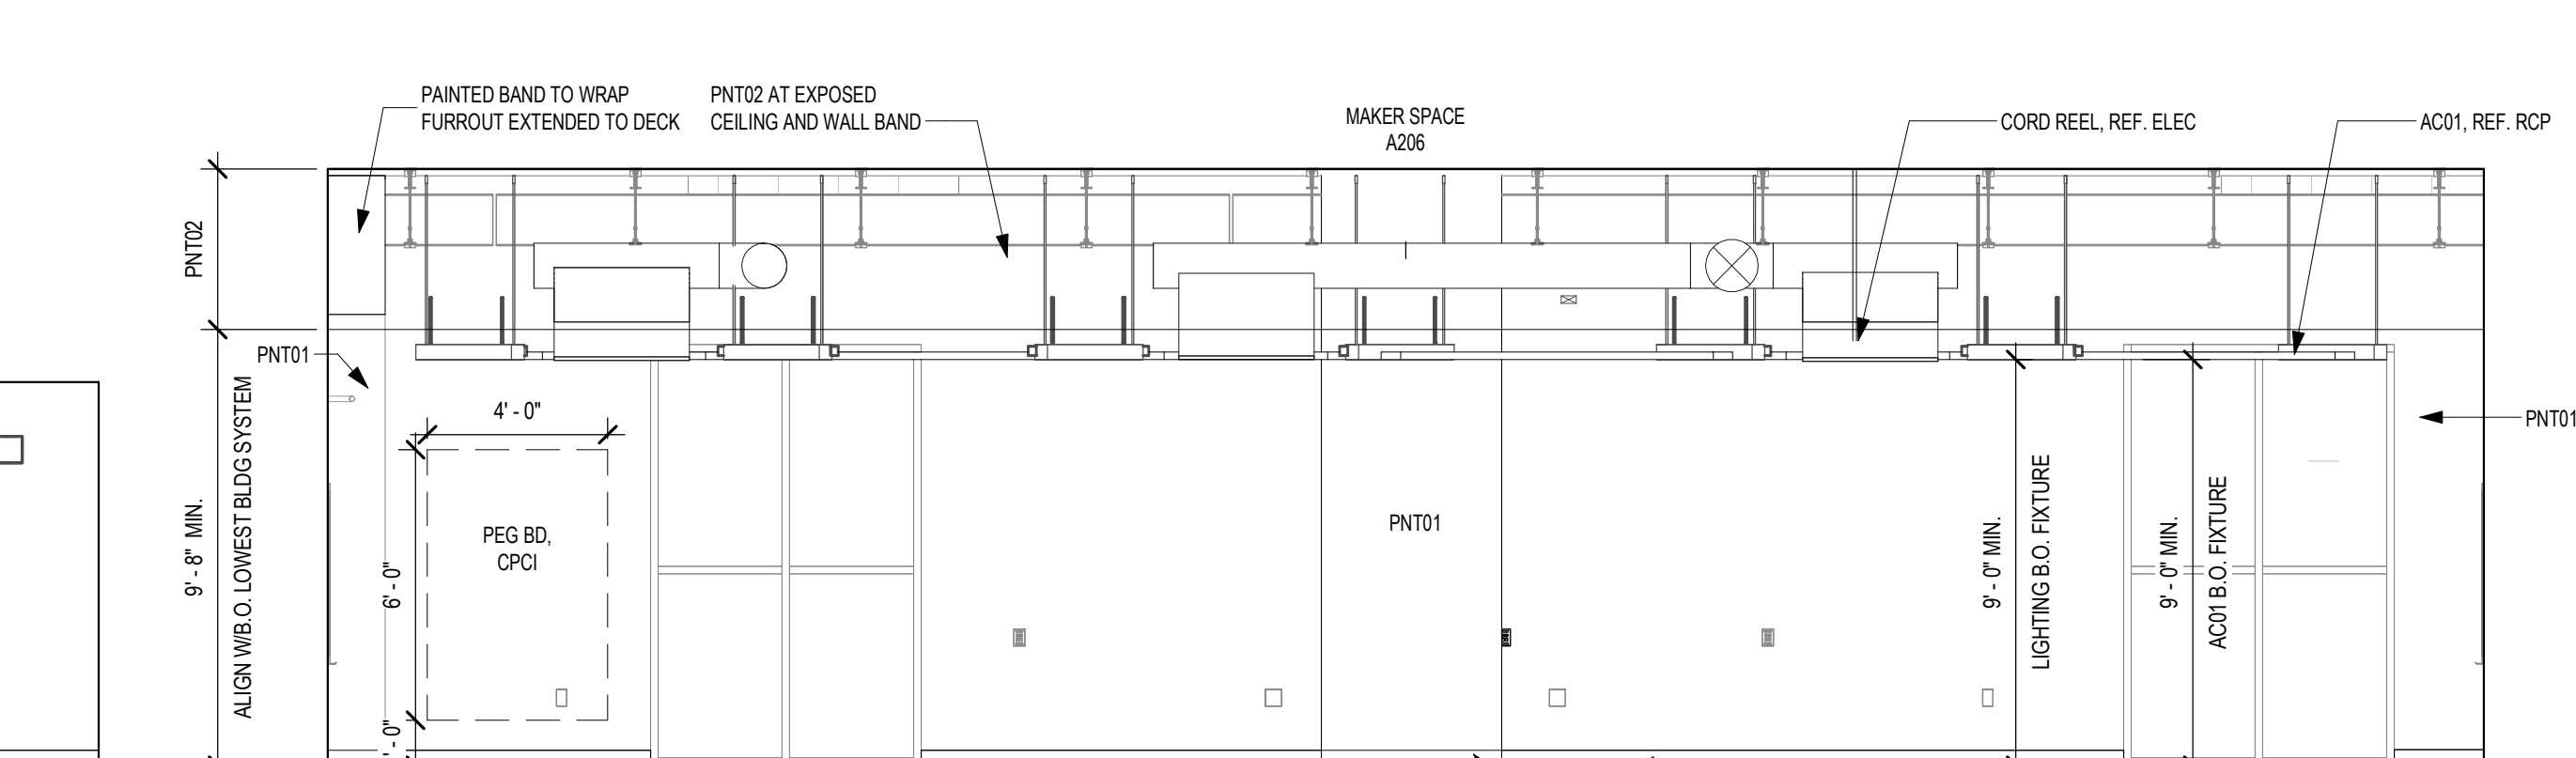 PAINTED BAND TO WRAP
FURROUT EXTENDED TO DECK
PNT02 AT EXPOSED
CEILING AND WALL BAND
MAKER SPACE
A206
CORD REEL, REF. ELEC
AC01, REF. RCP
PNT02
PNT01
9' - 8" MIN.
ALIGN W/B.O. LOWEST BLDG SYSTEM
4' - 0"
6' - 0"
PEG BD,
CPCI
PNT01
9' - 0" MIN.
LIGHTING B.O. FIXTURE
9' - 0" MIN.
AC01 B.O. FIXTURE
PNT01
' - 0"